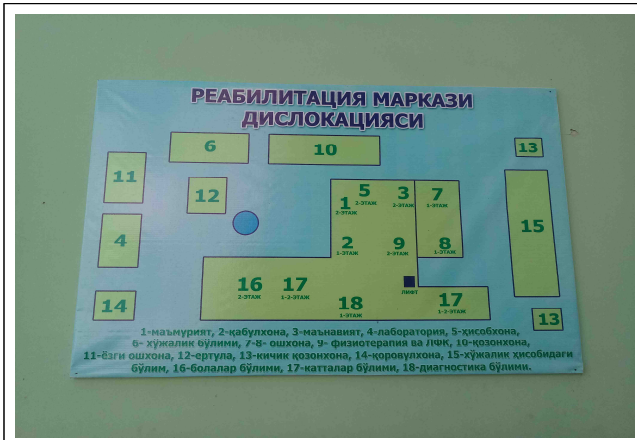 РЕАБИЛИТАЦИЯ МАРКАЗИ
ДИСЛОКАЦИЯСИ
6
10
13
11
12
5
2-ЭТАЖ
3
2-ЭТАЖ
7
1-ЭТАЖ
1
2-ЭТАЖ
15
4
2
1-ЭТАЖ
9
2-ЭТАЖ
8
1-ЭТАЖ
16
2-ЭТАЖ
17
1-2-ЭТАЖ
ЛИФТ
14
18
1-ЭТАЖ
17
1-2-ЭТАЖ
13
1-маъмурият, 2-қабулхона, 3-маънавият, 4-лаборатория, 5-ҳисобхона,
6- хўжалик бўлими, 7-8- ошхона, 9- физиотерапия ва ЛФК, 10-қозонхона,
11-ёзги ошхона, 12-ертула, 13-кичик қозонхона, 14-қоровулхона, 15-хўжалик ҳисобидаги
бўлим, 16-болалар бўлими, 17-катталар бўлими, 18-диагностика бўлими.